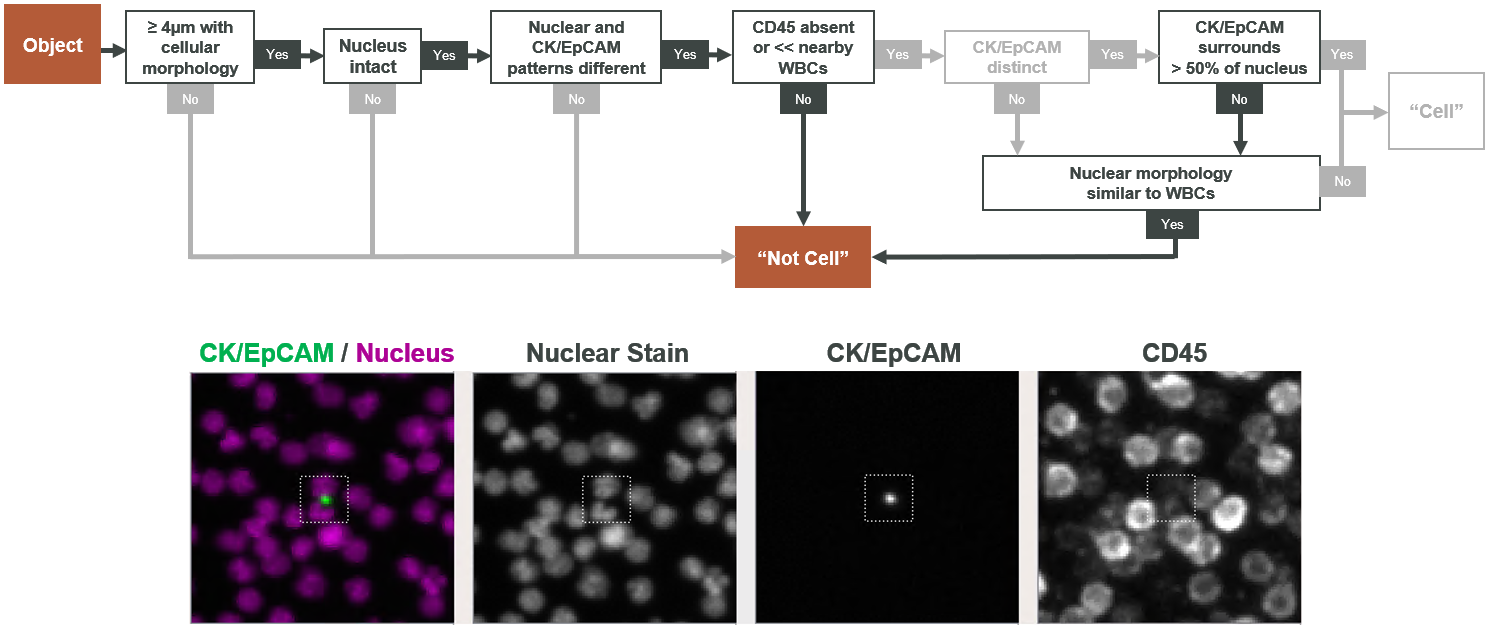 Object
≥ 4µm with
cellular
morphology
Yes
No
Nucleus
intact
Yes
No
Nuclear and
CK/EpCAM
patterns different
Yes
No
CD45 absent
or << nearby
WBCs
Yes
No
CK/EpCAM
distinct
Yes
No
CK/EpCAM
surrounds
> 50% of nucleus
Yes
No
“Cell”
Nuclear morphology
similar to WBCs
No
Yes
“Not Cell”
CK/EpCAM / Nucleus
Nuclear Stain
CK/EpCAM
CD45